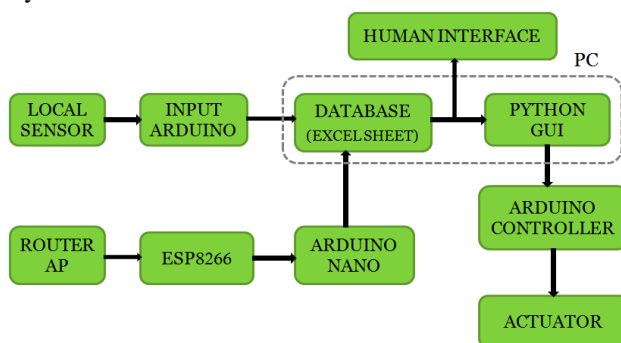 HUMAN INTERFACE
PC
LOCAL
SENSOR
INPUT
ARDUINO
DATABASE
(EXCEL SHEET)
PYTHON
GUI
ROUTER
AP
ESP8266
ARDUINO
NANO
ARDUINO
CONTROLLER
ACTUATOR